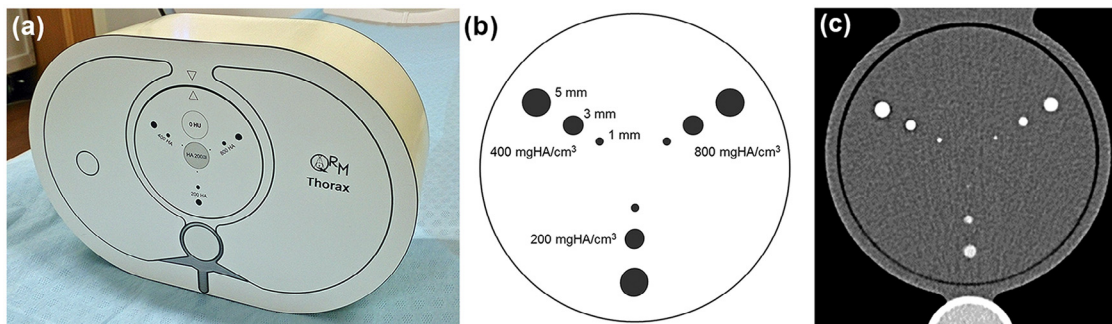 (a)
0 HU
400 HA
HA 200
800 HA
200 HA
QRM
Thorax
(b)
5 mm
3 mm
1 mm
400 mgHA/cm³
800 mgHA/cm³
200 mgHA/cm³
(c)